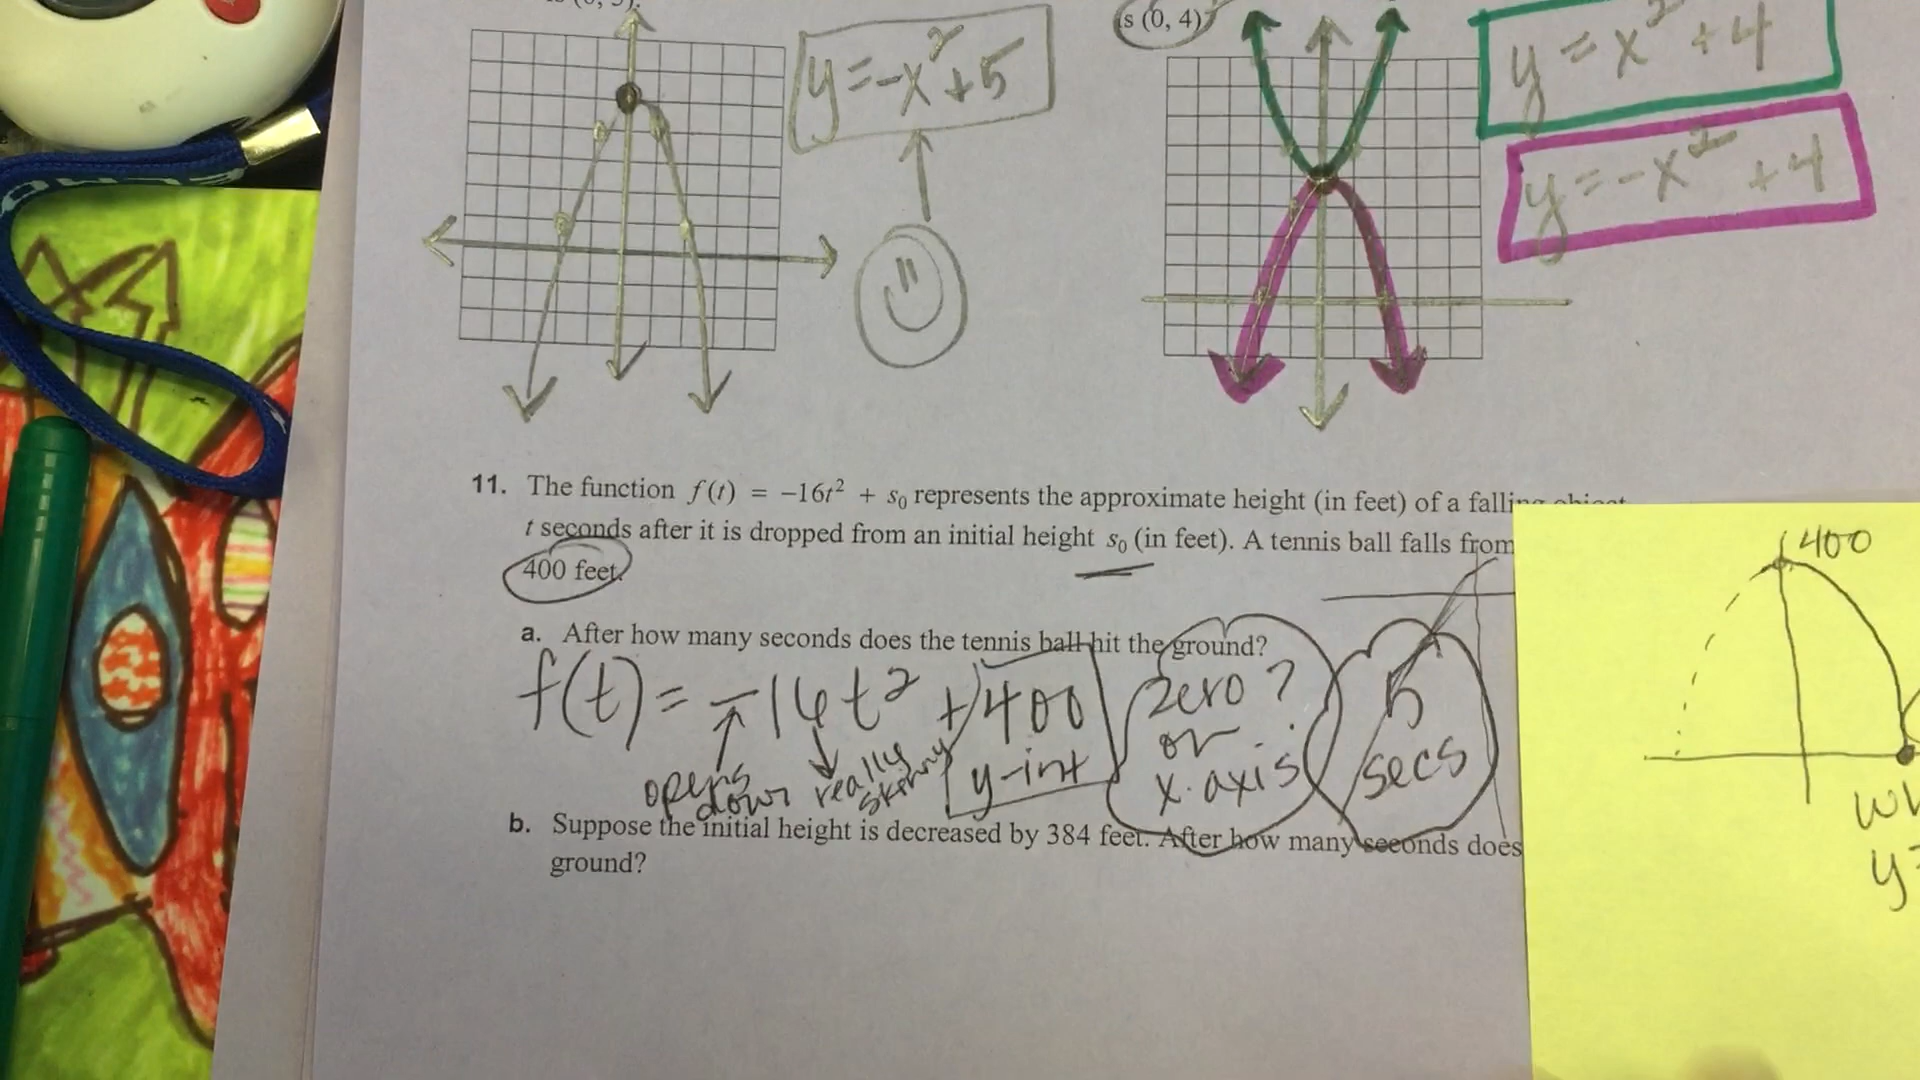 s (0, 4)
y = -x² + 5
y = x² + 4
y = -x² + 4
11. The function f(t) = -16t² + s₀ represents the approximate height (in feet) of a falling object
t seconds after it is dropped from an initial height s₀ (in feet). A tennis ball falls from
400 feet.
a. After how many seconds does the tennis ball hit the ground?
f(t) = -16t² + 400
opens down
really skinny
y-int
zero?
or
x-axis
5
secs
b. Suppose the initial height is decreased by 384 feet. After how many seconds does
ground?
400
y=